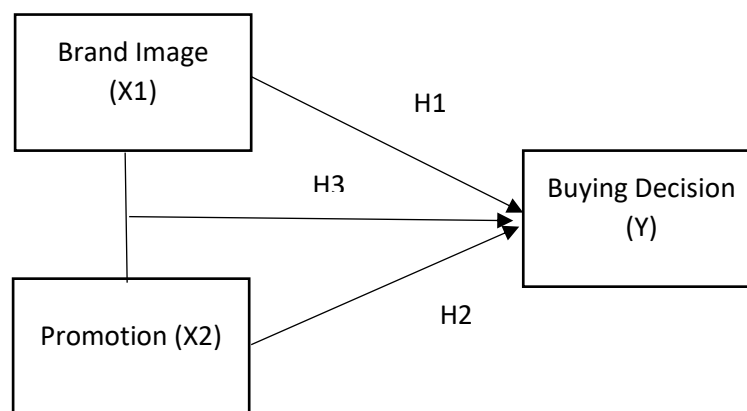 Brand Image
(X1)
H1
H3
Buying Decision
(Y)
Promotion (X2)
H2